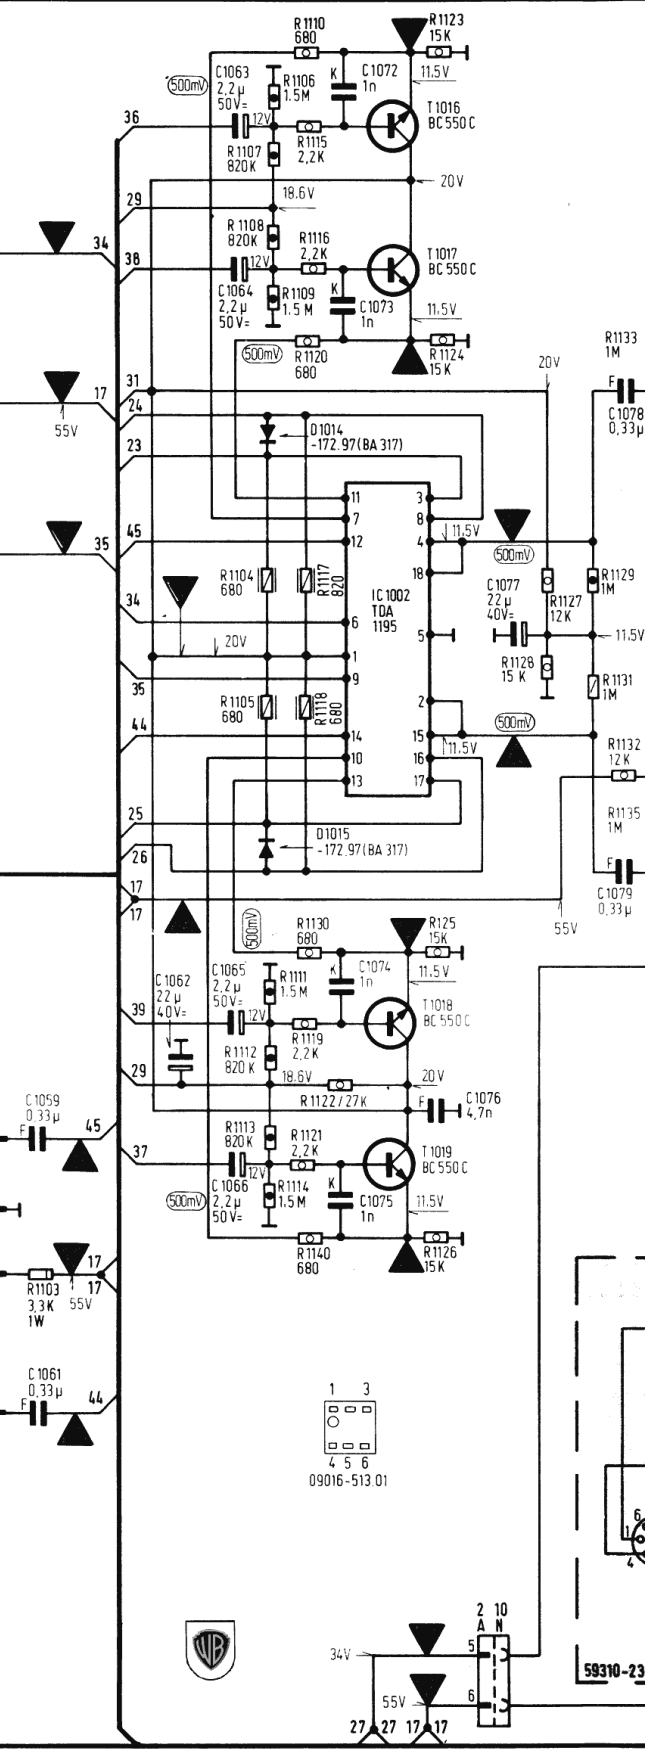 R1110
680
R1123
15K
C1063
2,2µ
50V=
500mV
R1106
1.5M
K
C1072
1n
11.5V
36
12V
T1016
BC550C
R1107
820K
R1115
2,2K
20V
29
18.6V
R1108
820K
34
38
12V
R1116
2,2K
T1017
BC550C
C1064
2,2µ
50V=
R1109
1.5M
K
C1073
1n
11.5V
500mV
R1120
680
R1124
15K
R1133
1M
20V
31
17
24
F
C1078
0,33µ
55V
D1014
-172.97(BA317)
23
11
3
7
8
45
12
4
11.5V
500mV
35
R1104
680
R1117
820
18
IC1002
TDA
1195
C1077
22µ
40V=
R1127
12K
R1129
1M
34
6
5
11.5V
20V
1
R1128
15K
35
9
R1131
1M
R1105
680
R1118
680
2
500mV
44
14
15
11.5V
R1132
12K
10
16
13
17
R1135
1M
25
D1015
-172.97(BA317)
26
F
C1079
0,33µ
17
17
55V
500mV
R1130
680
R125
15K
C1062
22µ
40V=
C1065
2,2µ
50V=
R1111
1.5M
K
C1074
1n
11.5V
39
12V
T1018
BC550C
R1112
820K
R1119
2,2K
29
18.6V
20V
R1122/27K
F
C1076
4,7n
C1059
0,33µ
F
45
R1113
820K
R1121
2,2K
T1019
BC550C
37
12V
500mV
C1066
2,2µ
50V=
R1114
1.5M
K
C1075
1n
11.5V
R1140
680
R1126
15K
17
17
R1103
3,3K
1W
55V
C1061
0,33µ
F
44
1 3
4 5 6
09016-513.01
6
1
4
WB
2 10
A N
34V
5
55V
6
59310-23
27 27 17 17